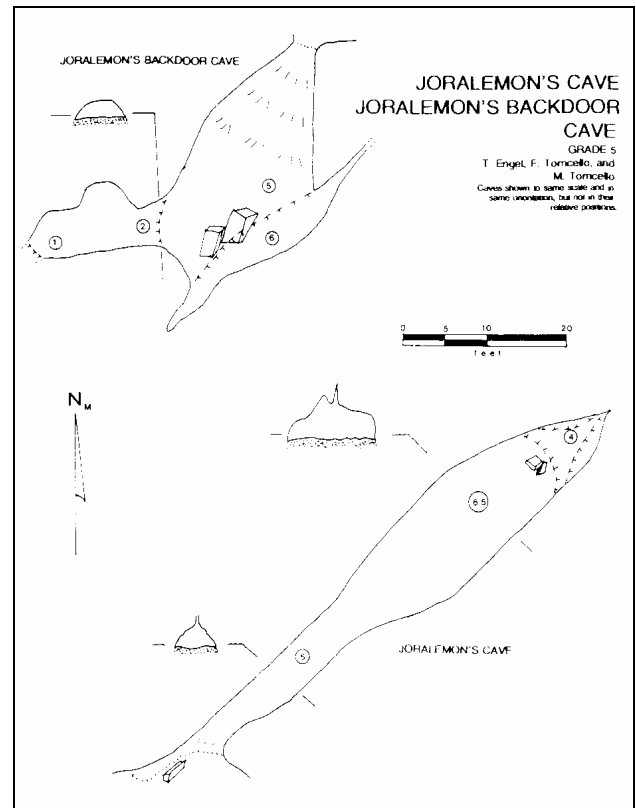 JORALEMON'S BACKDOOR CAVE
JORALEMON'S CAVE
JORALEMON'S BACKDOOR
CAVE
GRADE 5
T. Engel, F. Torricello, and
M. Torricello
Caves shown to same scale and in
same orientation, but not in their
relative positions.
5
2
1
6
0 5 10 20
feet
N M
4
6.5
5
JORALEMON'S CAVE